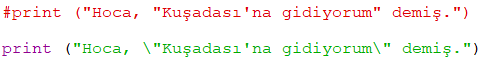 #print ("Hoca, "Kuşadası'na gidiyorum" demiş.")
print ("Hoca, \"Kuşadası'na gidiyorum\" demiş.")